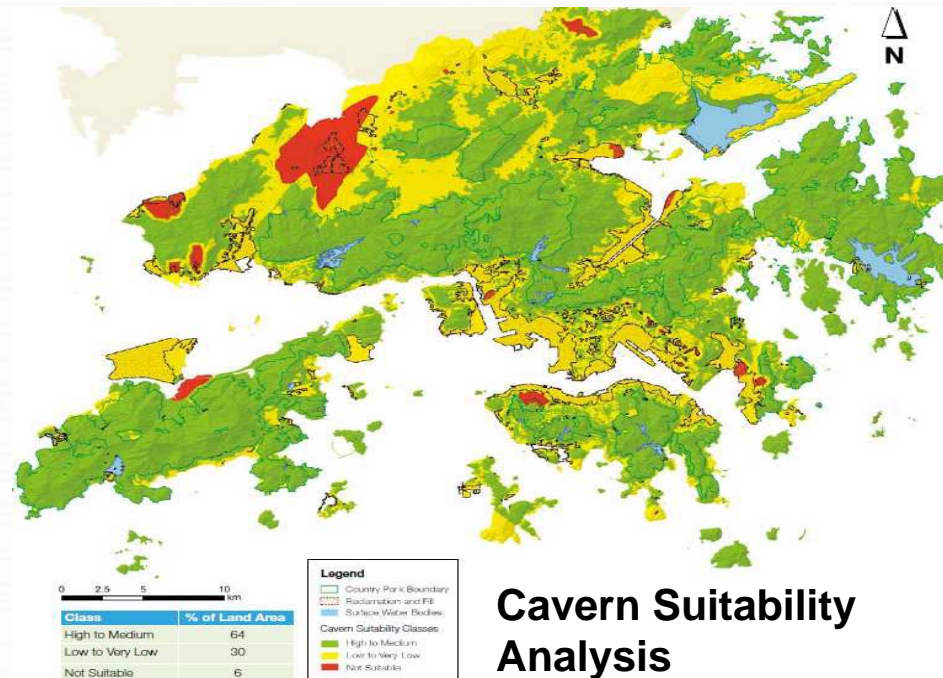 N
0 2.5 5 10
km
Class % of Land Area
High to Medium 64
Low to Very Low 30
Not Suitable 6
Legend
Country Park Boundary
Reclamation and Fill
Surface Water Bodies
Cavern Suitability Classes
High to Medium
Low to Very Low
Not Suitable
Cavern Suitability
Analysis